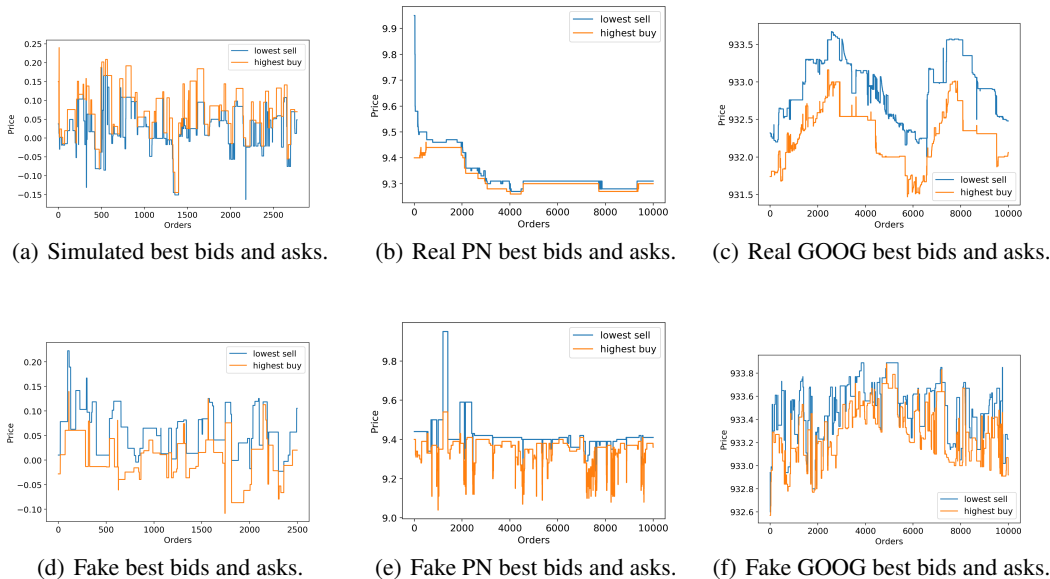 0.25
0.20
0.15
0.10
0.05
0.00
−0.05
−0.10
−0.15
Price
0 500 1000 1500 2000 2500
Orders
lowest sell
highest buy
(a) Simulated best bids and asks.
9.9
9.8
9.7
9.6
9.5
9.4
9.3
Price
0 2000 4000 6000 8000 10000
Orders
lowest sell
highest buy
(b) Real PN best bids and asks.
933.5
933.0
932.5
932.0
931.5
Price
0 2000 4000 6000 8000 10000
Orders
lowest sell
highest buy
(c) Real GOOG best bids and asks.
0.20
0.15
0.10
0.05
0.00
−0.05
−0.10
Price
0 500 1000 1500 2000 2500
Orders
lowest sell
highest buy
(d) Fake best bids and asks.
9.8
9.6
9.4
9.2
9.0
Price
0 2000 4000 6000 8000 10000
Orders
lowest sell
highest buy
(e) Fake PN best bids and asks.
933.8
933.6
933.4
933.2
933.0
932.8
932.6
Price
0 2000 4000 6000 8000 10000
Orders
lowest sell
highest buy
(f) Fake GOOG best bids and asks.